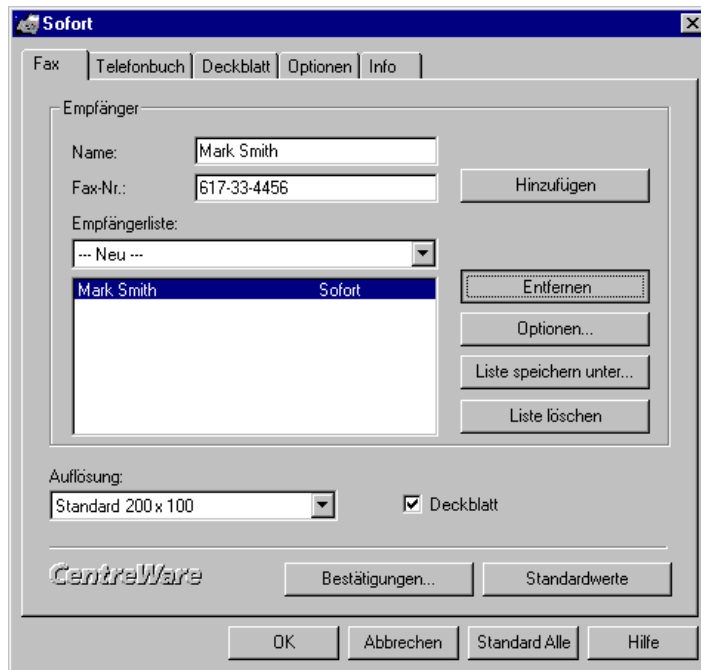 Sofort
Fax Telefonbuch Deckblatt Optionen Info
Empfänger
Name: Mark Smith
Fax-Nr.: 617-33-4456 Hinzufügen
Empfängerliste:
--- Neu ---
Mark Smith Sofort Entfernen
Optionen...
Liste speichern unter...
Liste löschen
Auflösung:
Standard 200 x 100 Deckblatt
CentreWare Bestätigungen... Standardwerte
OK Abbrechen Standard Alle Hilfe